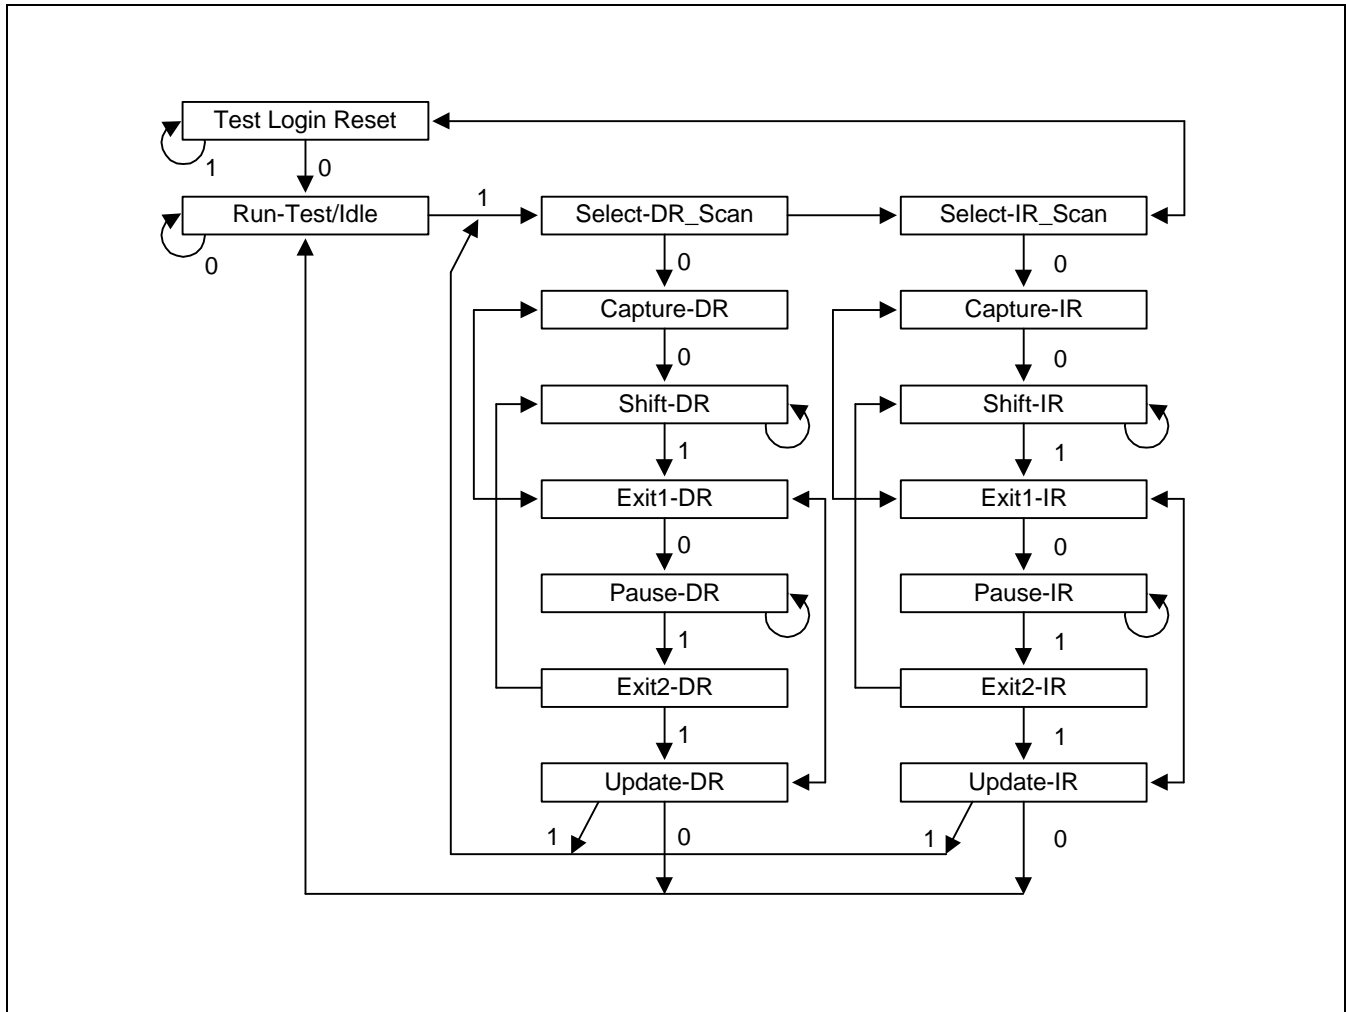 Test Login Reset
1
0
Run-Test/Idle
1
Select-DR_Scan
Select-IR_Scan
0
0
0
Capture-DR
Capture-IR
0
0
Shift-DR
Shift-IR
1
1
Exit1-DR
Exit1-IR
0
0
Pause-DR
Pause-IR
1
1
Exit2-DR
Exit2-IR
1
1
Update-DR
Update-IR
1
0
1
0